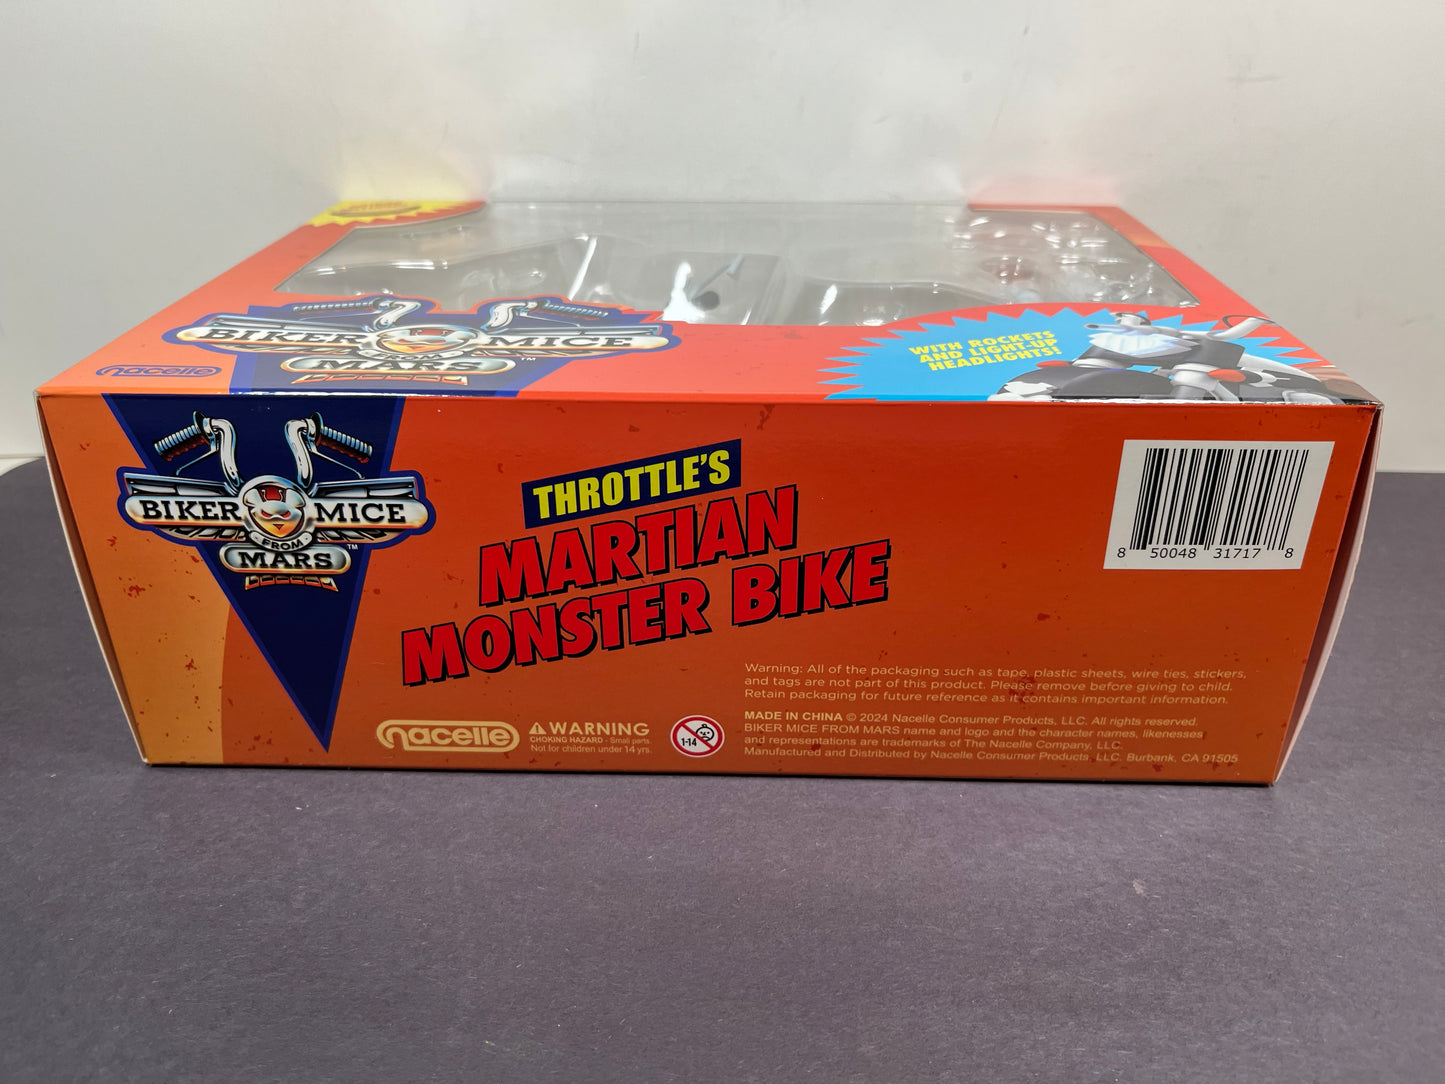 BIKER MICE
FROM
MARS™
nacelle
WITH ROCKETS
AND LIGHT-UP
HEADLIGHTS!
BIKER MICE
FROM
MARS™
THROTTLE'S
MARTIAN
MONSTER BIKE
8 50048 31717 8
nacelle
⚠WARNING
CHOKING HAZARD - Small parts.
Not for children under 14 yrs.
1-14
Warning: All of the packaging such as tape, plastic sheets, wire ties, stickers,
and tags are not part of this product. Please remove before giving to child.
Retain packaging for future reference as it contains important information.
MADE IN CHINA © 2024 Nacelle Consumer Products, LLC. All rights reserved.
BIKER MICE FROM MARS name and logo and the character names, likenesses
and representations are trademarks of The Nacelle Company, LLC.
Manufactured and Distributed by Nacelle Consumer Products, LLC. Burbank, CA 91505